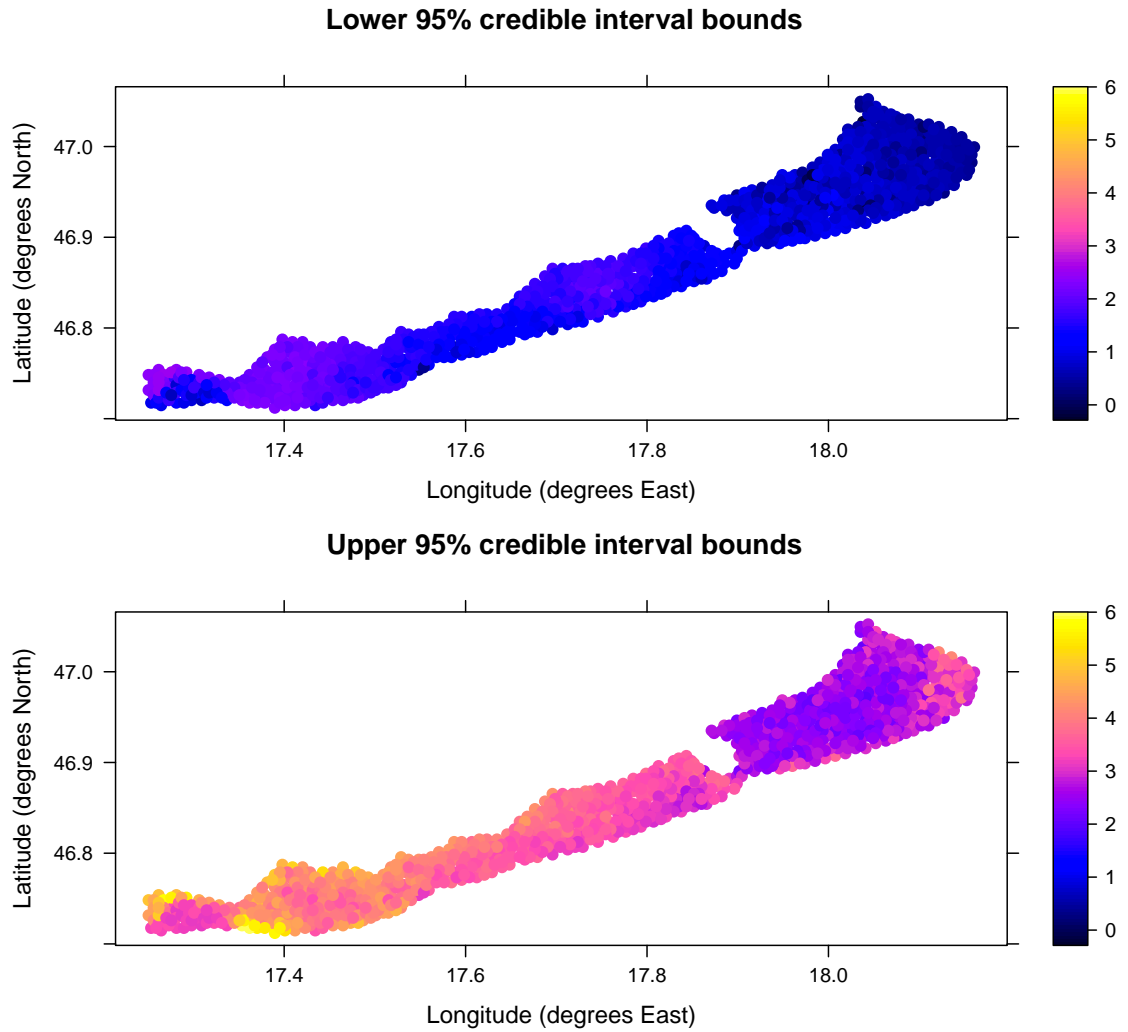 Lower 95% credible interval bounds
Latitude (degrees North)
47.0
46.9
46.8
17.4 17.6 17.8 18.0
Longitude (degrees East)
6
5
4
3
2
1
0
Upper 95% credible interval bounds
Latitude (degrees North)
47.0
46.9
46.8
17.4 17.6 17.8 18.0
Longitude (degrees East)
6
5
4
3
2
1
0